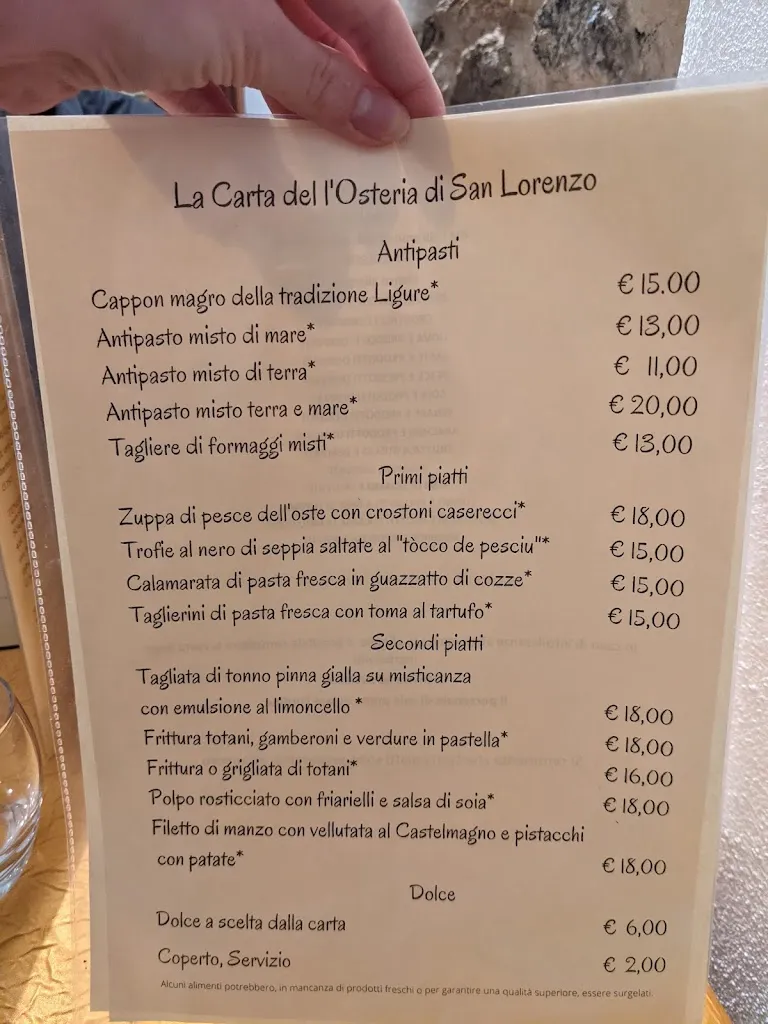 La Carta del l'Osteria di San Lorenzo
Antipasti
Cappon magro della tradizione Ligure* € 15.00
Antipasto misto di mare* € 13,00
Antipasto misto di terra* € 11,00
Antipasto misto terra e mare* € 20,00
Tagliere di formaggi misti* € 13,00
Primi piatti
Zuppa di pesce dell'oste con crostoni caserecci* € 18,00
Trofie al nero di seppia saltate al "tòcco de pesciu"* € 15,00
Calamarata di pasta fresca in guazzatto di cozze* € 15,00
Taglierini di pasta fresca con toma al tartufo* € 15,00
Secondi piatti
Tagliata di tonno pinna gialla su misticanza
con emulsione al limoncello * € 18,00
Frittura totani, gamberoni e verdure in pastella* € 18,00
Frittura o grigliata di totani* € 16,00
Polpo rosticciato con friarielli e salsa di soia* € 18,00
Filetto di manzo con vellutata al Castelmagno e pistacchi
con patate* € 18,00
Dolce
Dolce a scelta dalla carta € 6,00
Coperto, Servizio € 2,00
Alcuni alimenti potrebbero, in mancanza di prodotti freschi o per garantire una qualità superiore, essere surgelati.